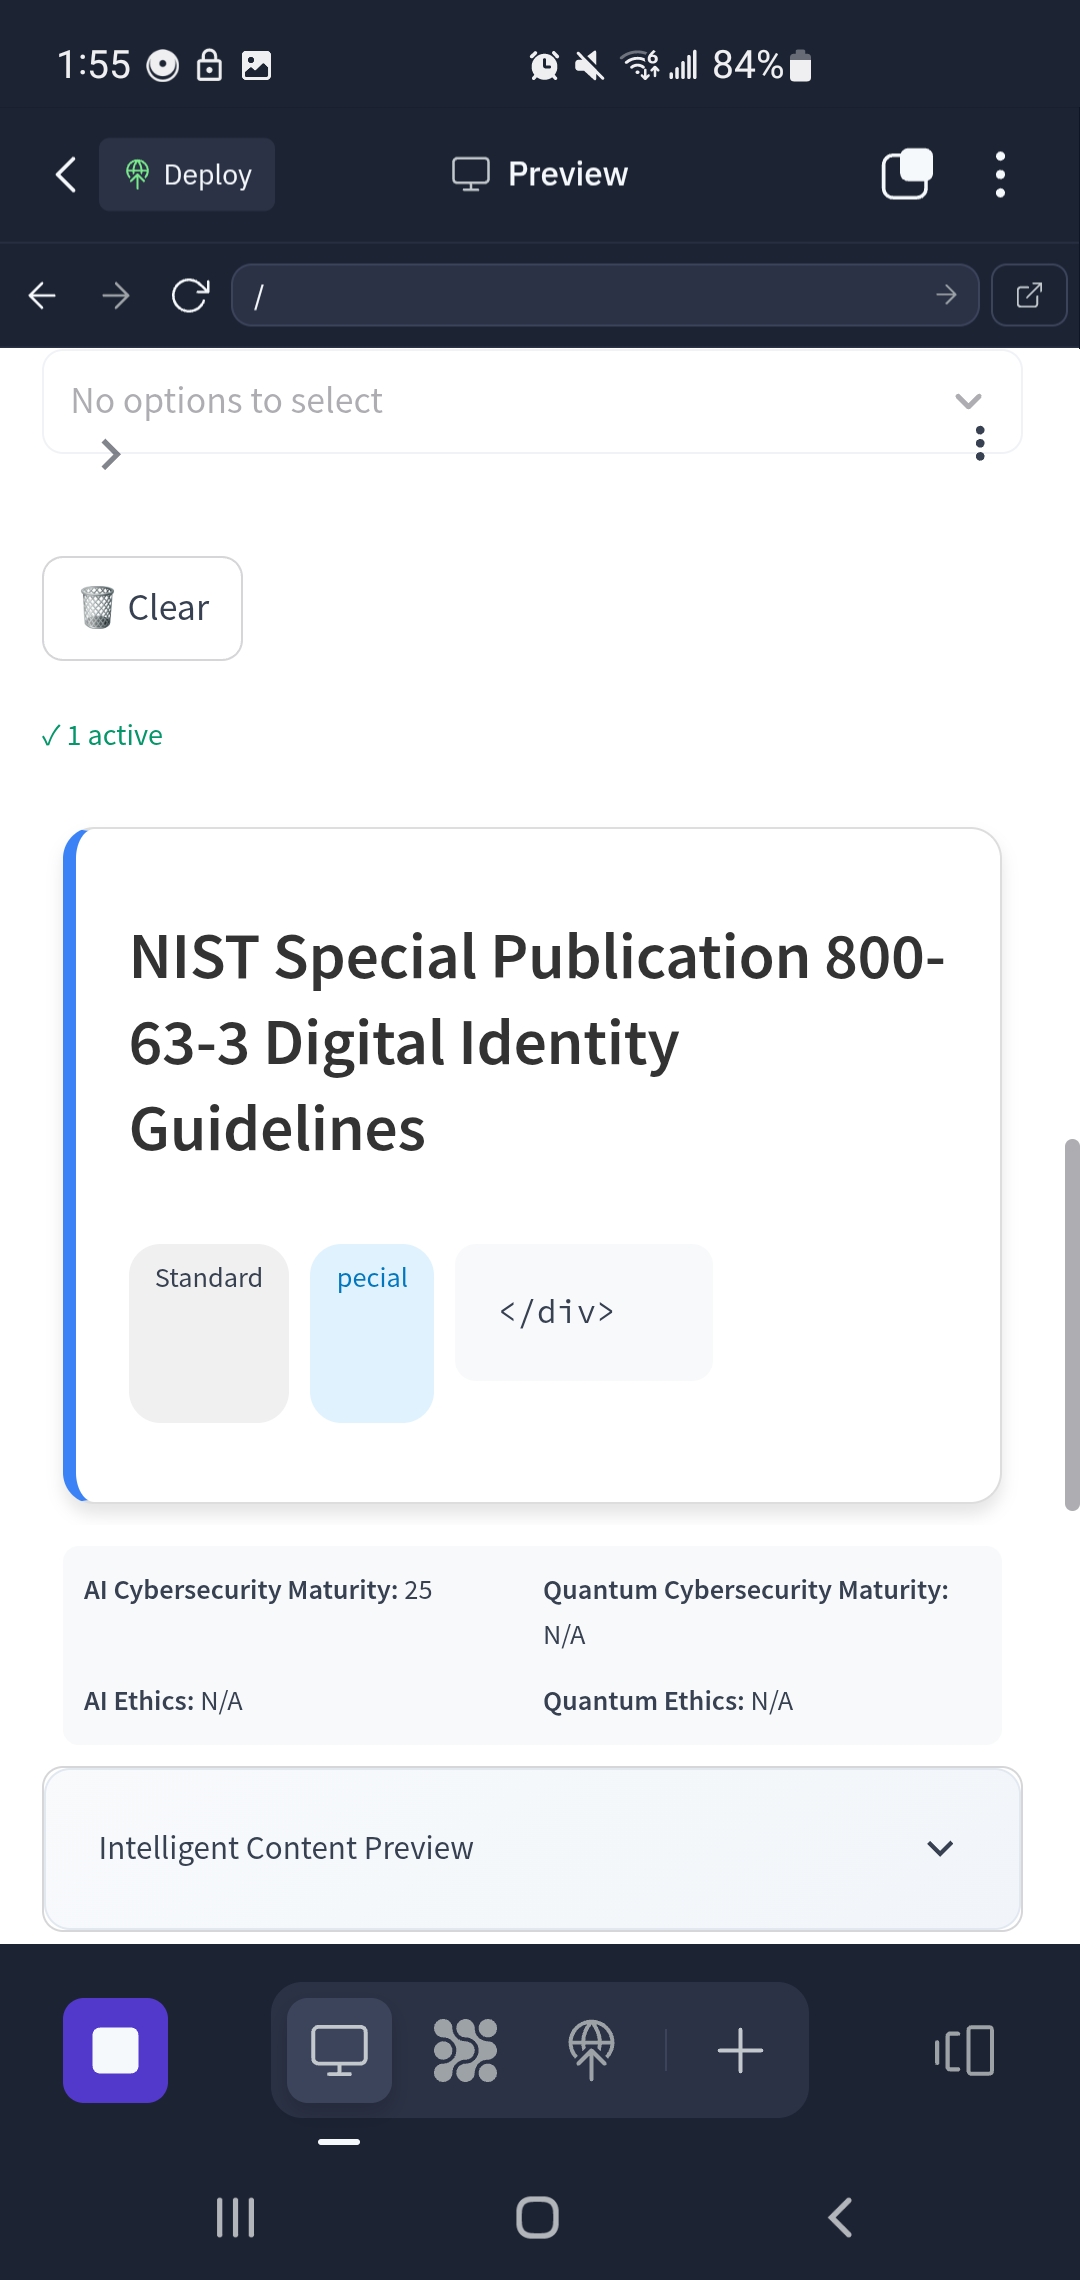 1:55
84%
Deploy
Preview
/
No options to select
Clear
✓ 1 active
NIST Special Publication 800-
63-3 Digital Identity
Guidelines
Standard
pecial
</div>
AI Cybersecurity Maturity: 25
Quantum Cybersecurity Maturity:
N/A
AI Ethics: N/A
Quantum Ethics: N/A
Intelligent Content Preview